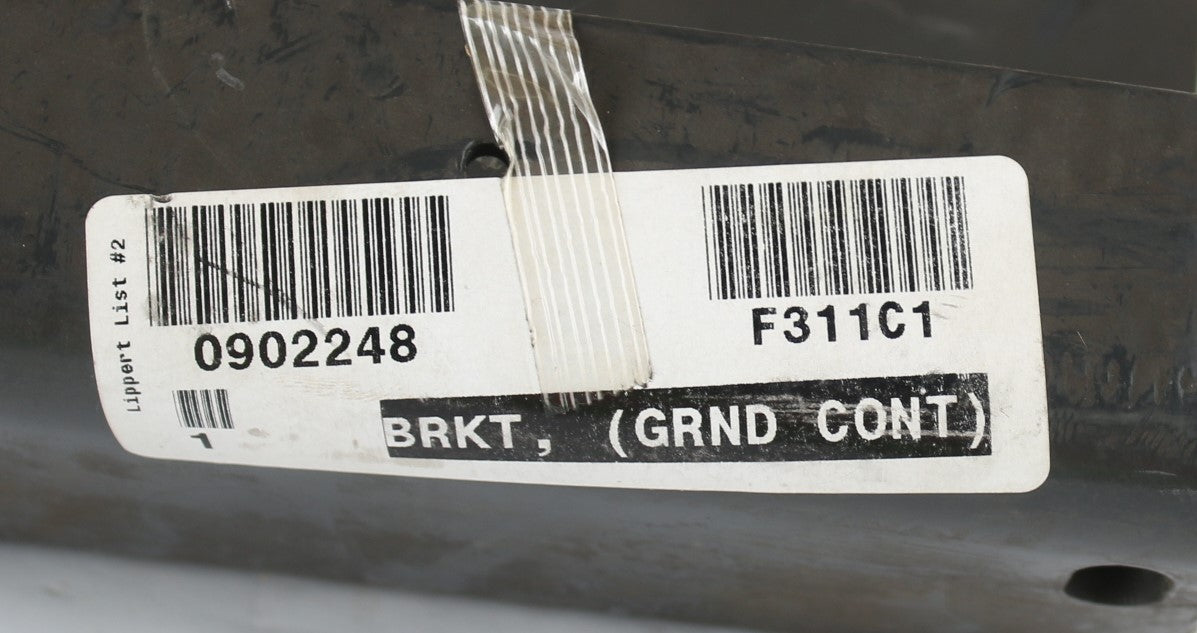 Lippert List #2
0902248
F311C1
1
BRKT, (GRND CONT)